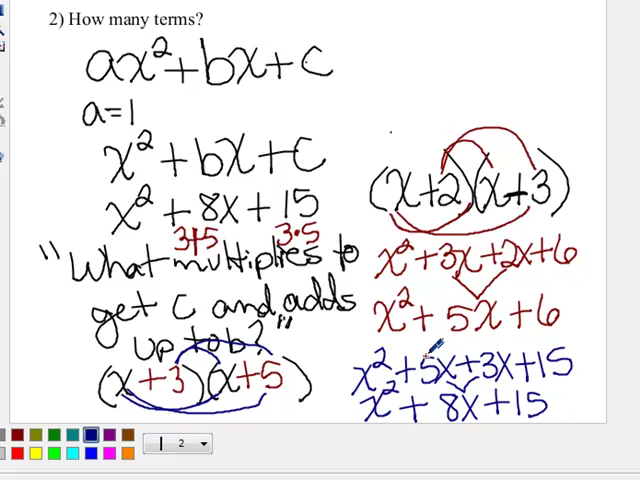 2) How many terms?
ax²+bx+c
a=1
x²+bx+c
x²+8x+15
3+5 3•5
"What multiplies to
get c and adds
up to b?"
(x+3)(x+5)
(x+2)(x+3)
x²+3x+2x+6
x²+5x+6
x²+5x+3x+15
x²+8x+15
2